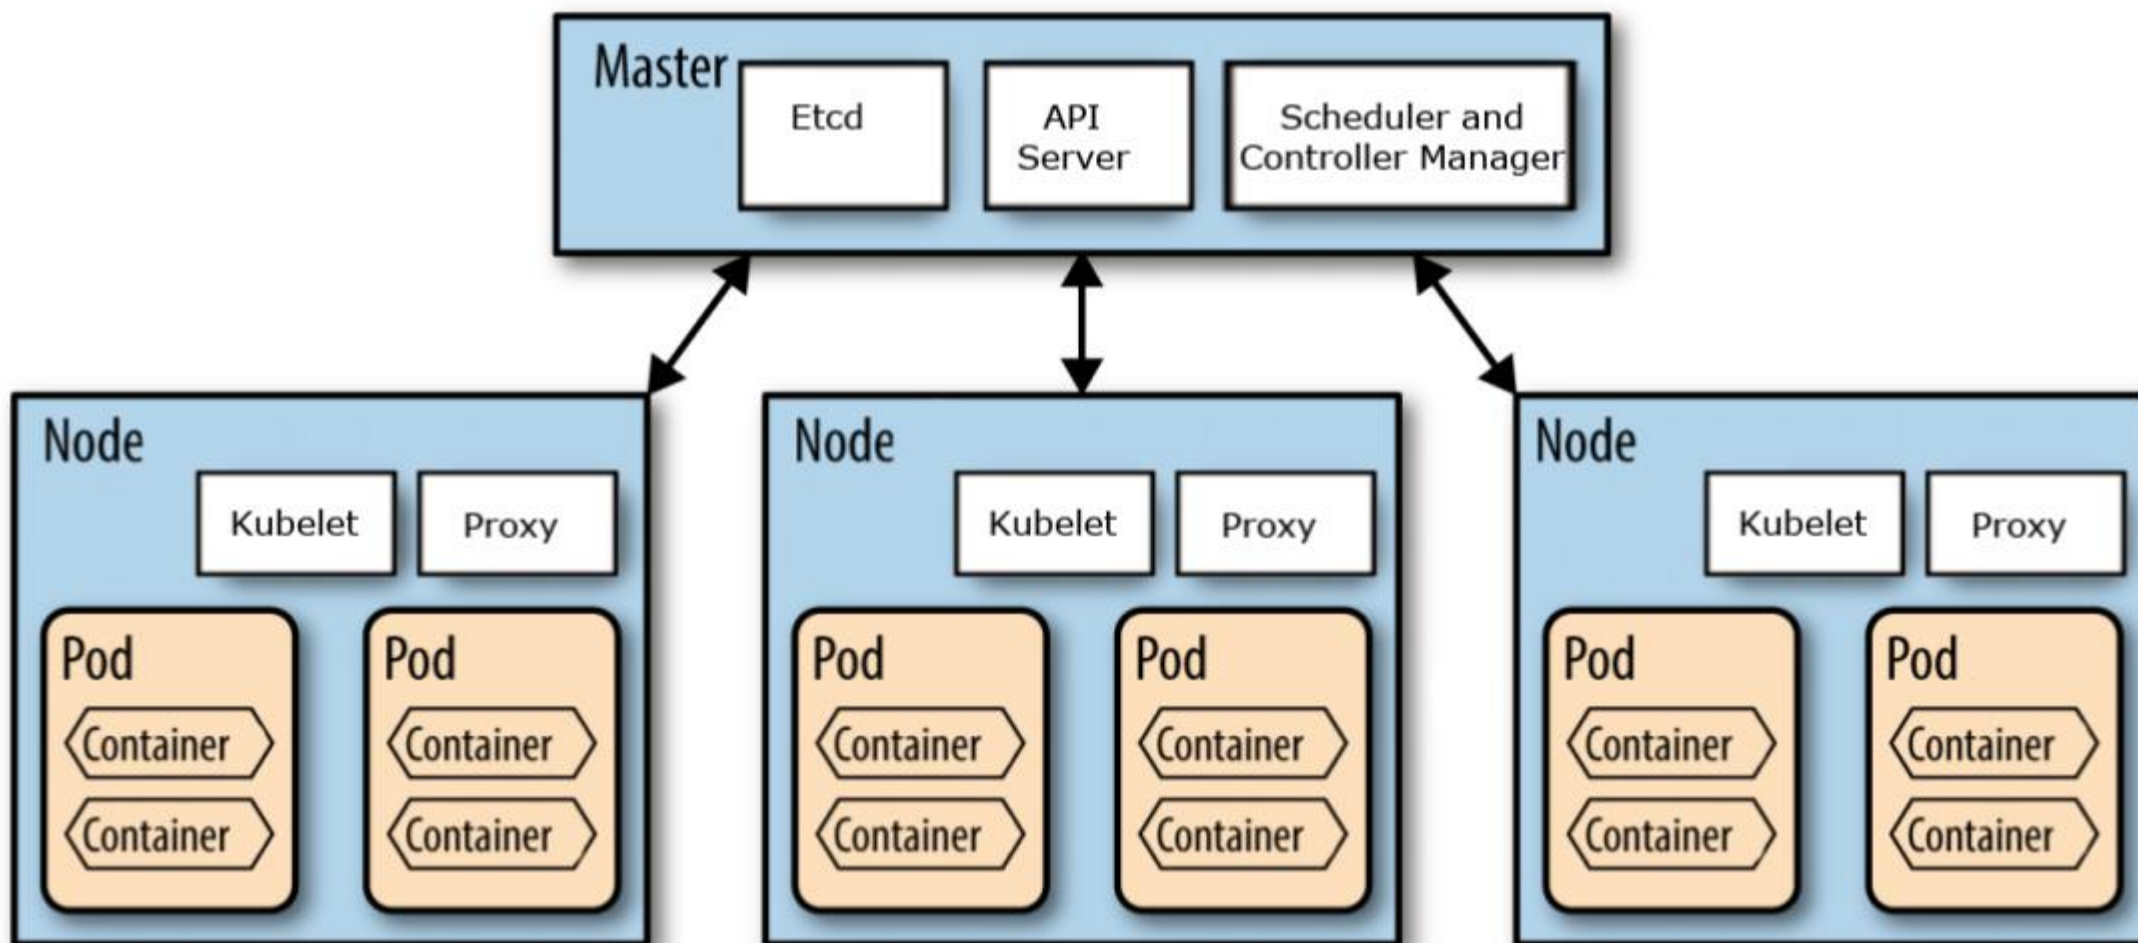 Master
Etcd
API
Server
Scheduler and
Controller Manager
Node
Kubelet
Proxy
Pod
Container
Container
Pod
Container
Container
Node
Kubelet
Proxy
Pod
Container
Container
Pod
Container
Container
Node
Kubelet
Proxy
Pod
Container
Container
Pod
Container
Container